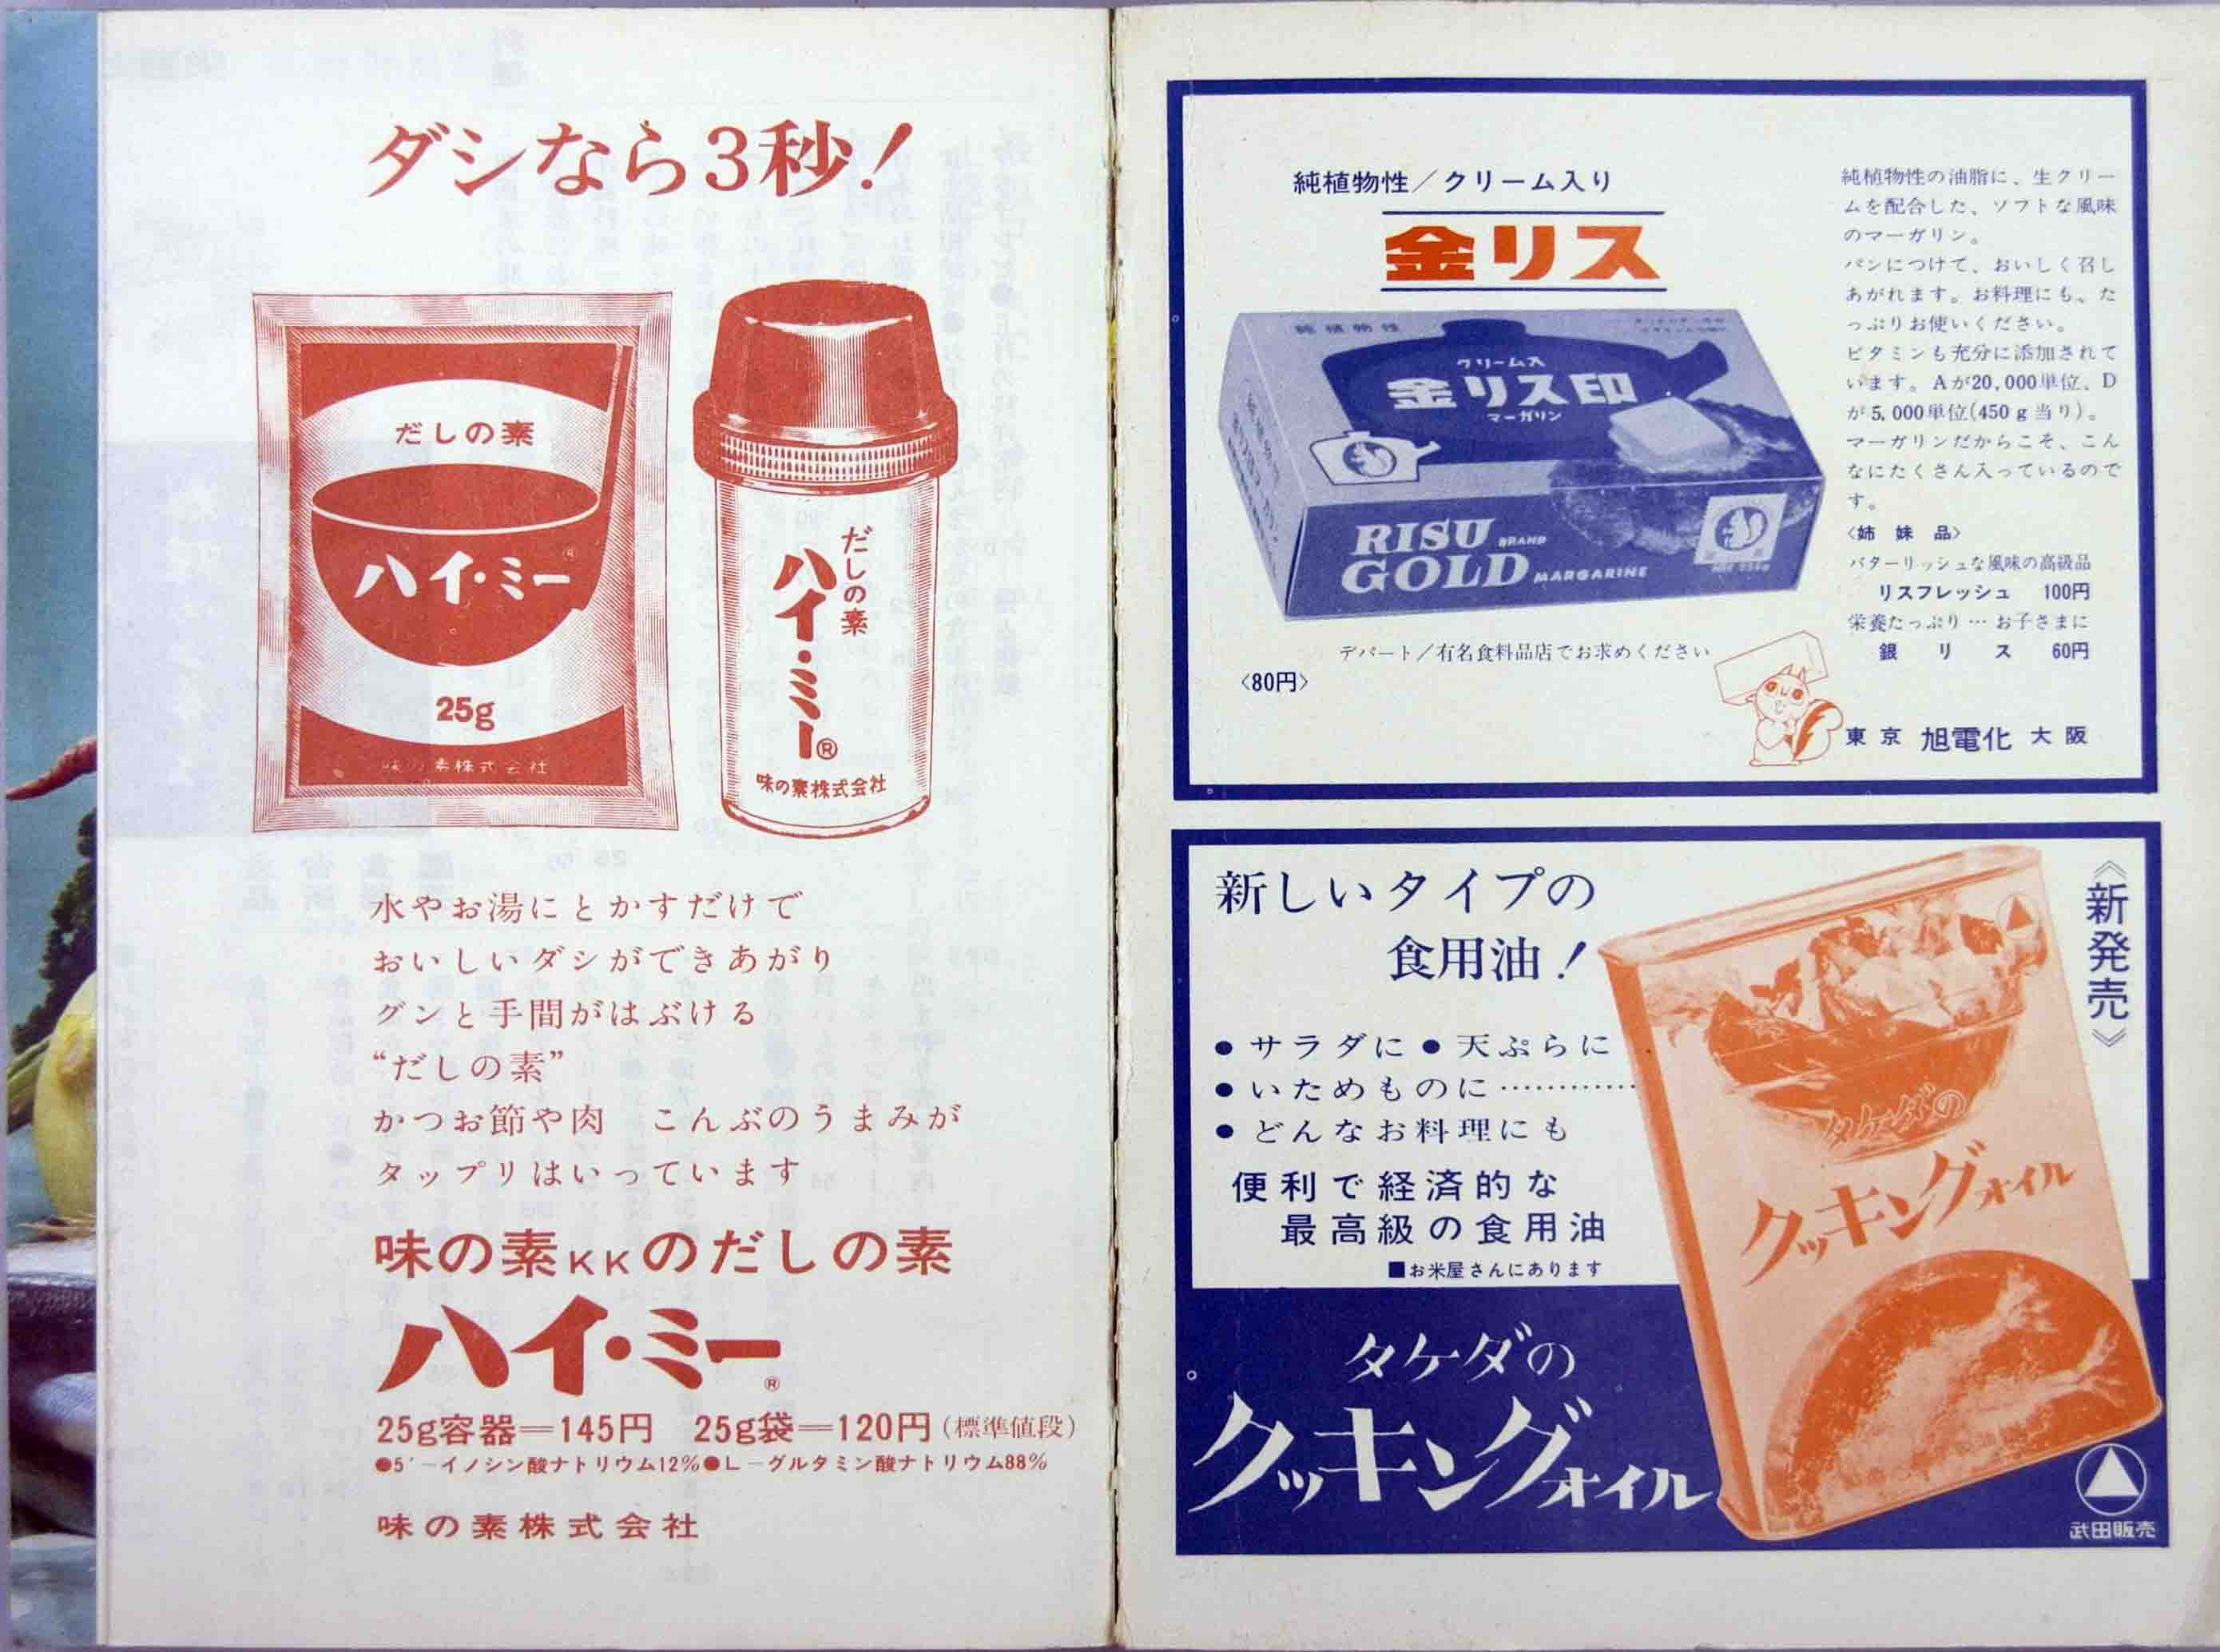 ダシなら3秒!
だしの素
ハイ・ミー®
25g
味の素株式会社
だしの素
ハイ・ミー®
味の素株式会社
水やお湯にとかすだけで
おいしいダシができあがり
グンと手間がはぶける
“だしの素”
かつお節や肉　こんぶのうまみが
タップリはいっています
味の素KKのだしの素
ハイ・ミー®
25g容器=145円　25g袋=120円(標準値段)
●5′-イノシン酸ナトリウム12%●L-グルタミン酸ナトリウム88%
味の素株式会社
純植物性/クリーム入り
金リス
純植物性
クリーム入
金リス印
マーガリン
RISU BRAND
GOLD MARGARINE
デパート/有名食料品店でお求めください
〈80円〉
純植物性の油脂に、生クリー
ムを配合した、ソフトな風味
のマーガリン。
パンにつけて、おいしく召し
あがれます。お料理にも、た
っぷりお使いください。
ビタミンも充分に添加されて
います。Aが20,000単位、D
が5,000単位(450g当り)。
マーガリンだからこそ、こん
なにたくさん入っているので
す。
〈姉妹品〉
バターリッシュな風味の高級品
リスフレッシュ　100円
栄養たっぷり…お子さまに
銀リス　60円
東京 旭電化 大阪
新しいタイプの
食用油!
●サラダに●天ぷらに
●いためものに…………
●どんなお料理にも
便利で経済的な
最高級の食用油
■お米屋さんにあります
《新発売》
タケダの
クッキングオイル
タケダの
クッキングオイル
武田販売